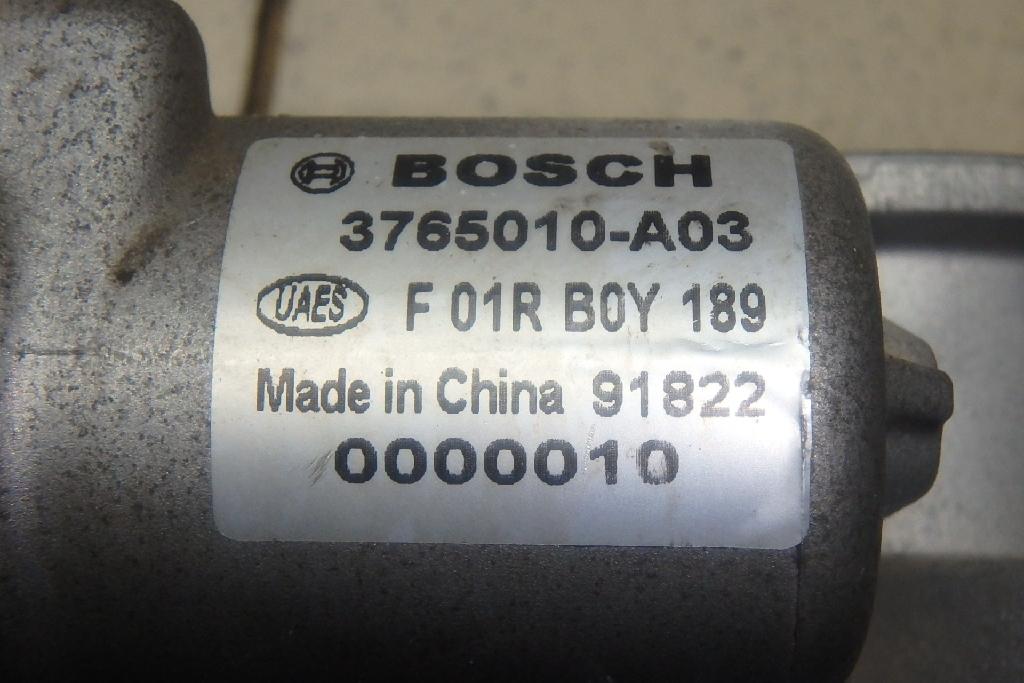 BOSCH
3765010-A03
UAES F 01R B0Y 189
Made in China 91822
0000010